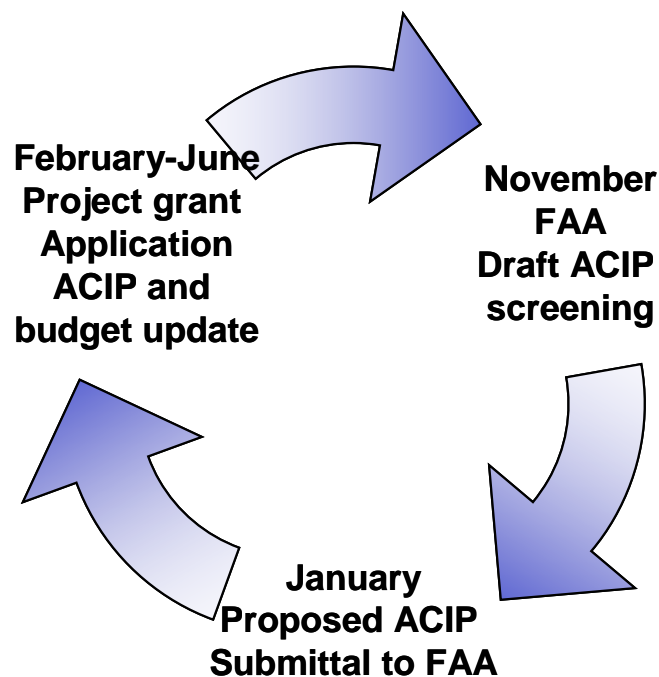 February-June
Project grant
Application
ACIP and
budget update
November
FAA
Draft ACIP
screening
January
Proposed ACIP
Submittal to FAA